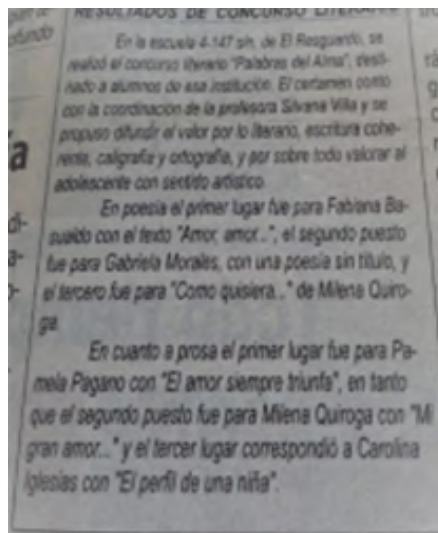 RESULTADOS DE CONCURSO LITERARIO
ofundo
En la escuela 4-147 s/n, de El Resguardo, se
realizó el concurso literario "Palabras del Alma", desti-
nado a alumnos de esa institución. El certamen contó
con la coordinación de la profesora Silvana Villa y se
propuso difundir el valor por lo literario, escritura cohe-
rente, caligrafía y ortografía, y por sobre todo valorar al
adolescente con sentido artístico.
En poesía el primer lugar fue para Fabiana Ba-
sualdo con el texto "Amor, amor...", el segundo puesto
fue para Gabriela Morales, con una poesía sin título, y
el tercero fue para "Como quisiera..." de Milena Quiro-
ga.
En cuanto a prosa el primer lugar fue para Pa-
mela Pagano con "El amor siempre triunfa", en tanto
que el segundo puesto fue para Milena Quiroga con "Mi
gran amor..." y el tercer lugar correspondió a Carolina
Iglesias con "El perfil de una niña".